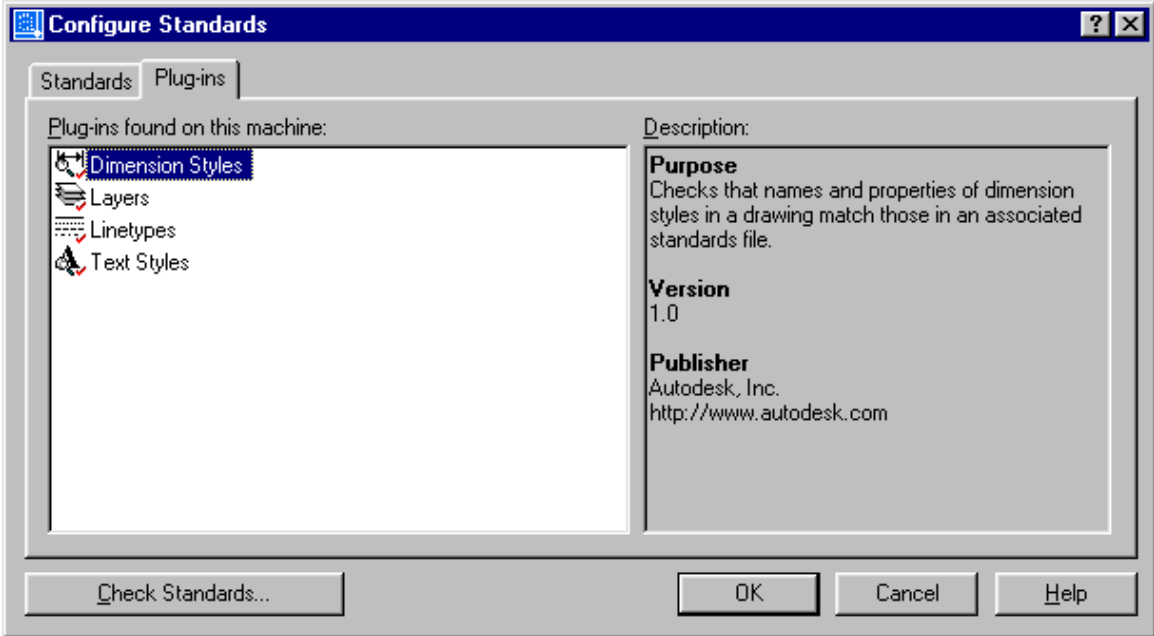 Configure Standards
Standards
Plug-ins
Plug-ins found on this machine:
Dimension Styles
Layers
Linetypes
Text Styles
Description:
Purpose
Checks that names and properties of dimension
styles in a drawing match those in an associated
standards file.
Version
1.0
Publisher
Autodesk, Inc.
http://www.autodesk.com
Check Standards...
OK
Cancel
Help